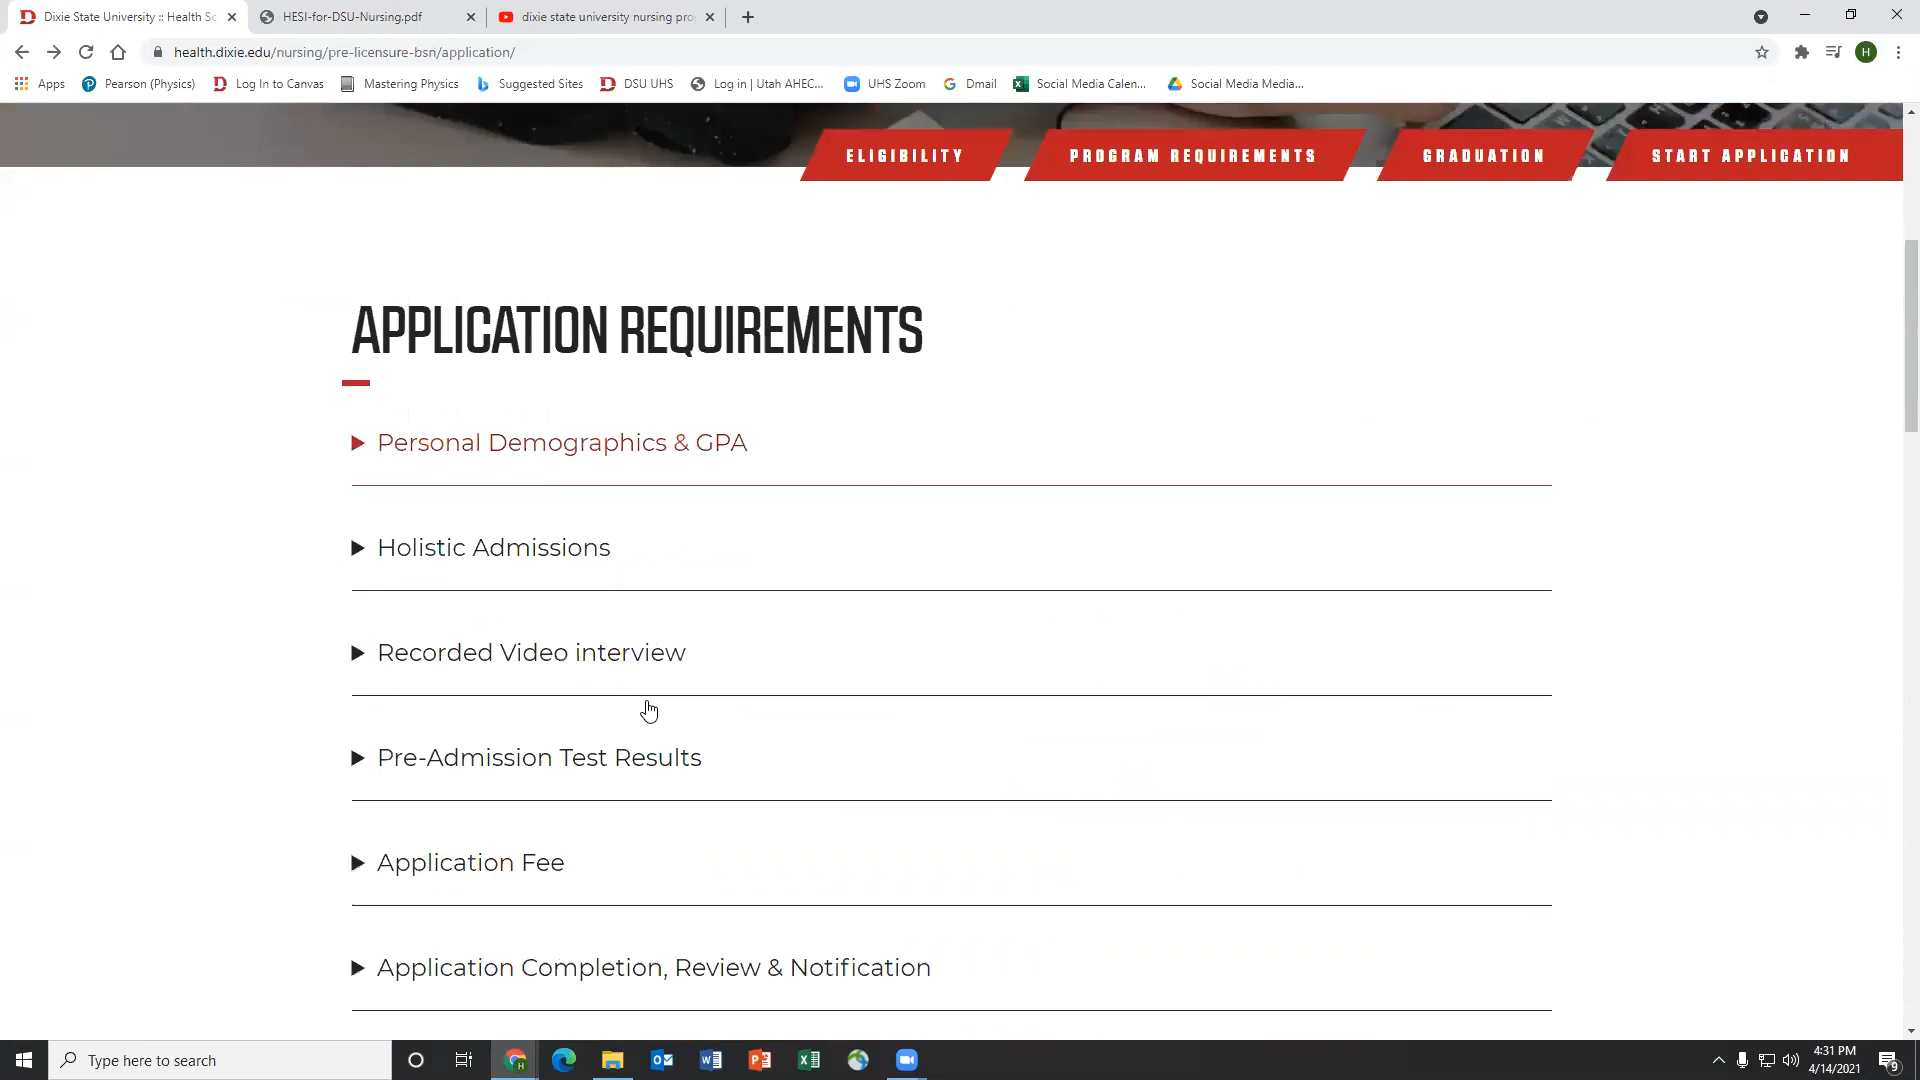 Dixie State University :: Health Sc
HESI-for-DSU-Nursing.pdf
dixie state university nursing pro
health.dixie.edu/nursing/pre-licensure-bsn/application/
H
Apps
Pearson (Physics)
Log In to Canvas
Mastering Physics
Suggested Sites
DSU UHS
Log in | Utah AHEC...
UHS Zoom
Dmail
Social Media Calen...
Social Media Media...
ELIGIBILITY
PROGRAM REQUIREMENTS
GRADUATION
START APPLICATION
APPLICATION REQUIREMENTS
Personal Demographics & GPA
Holistic Admissions
Recorded Video interview
Pre-Admission Test Results
Application Fee
Application Completion, Review & Notification
Type here to search
4:31 PM
4/14/2021
9